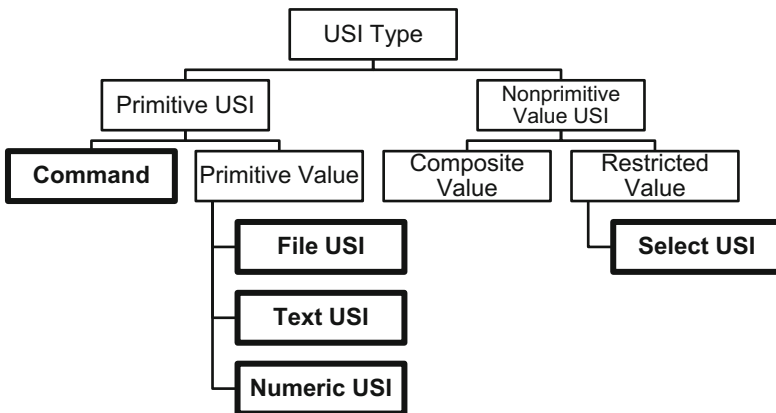 USI Type
Primitive USI
Nonprimitive
Value USI
Command
Primitive Value
Composite
Value
Restricted
Value
File USI
Select USI
Text USI
Numeric USI